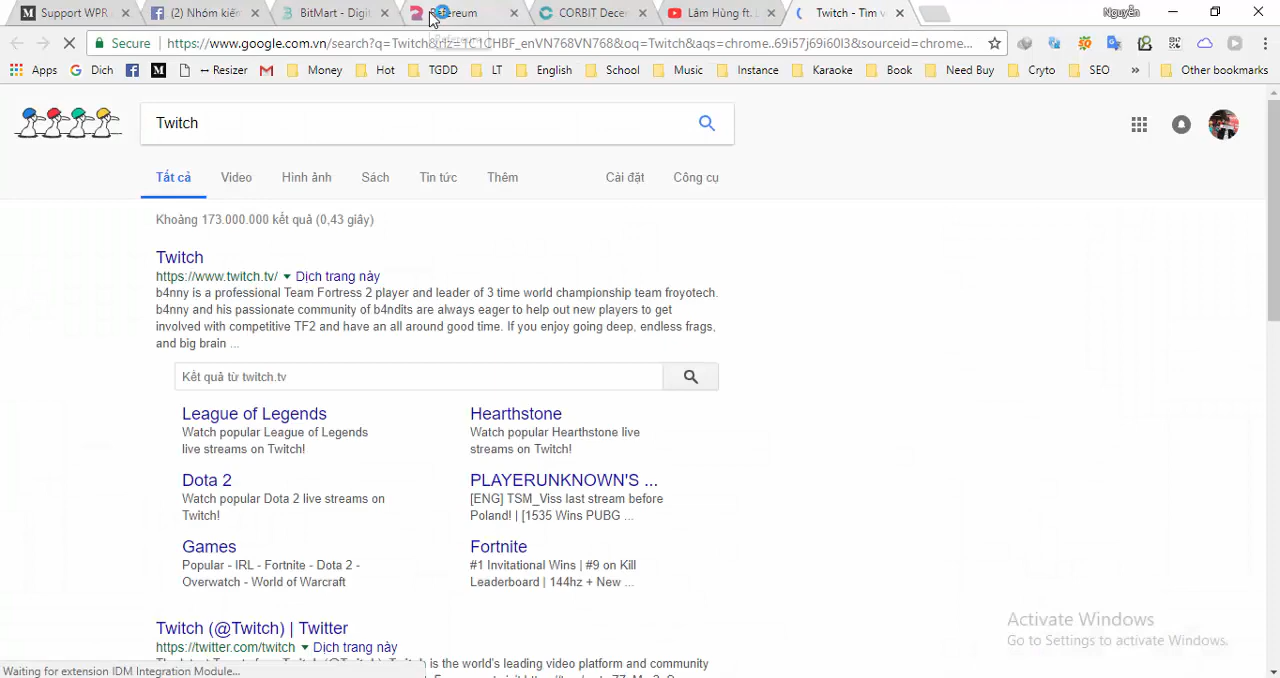 Support WPR
(2) Nhóm kiế
BitMart - Digit
CORBIT Dece
Lâm Hùng ft.
Twitch - Tìm v
Nguyễn
Secure
https://www.google.com.vn/search?q=Twitch&rlz=1C1CHBF_enVN768VN768&oq=Twitch&aqs=chrome..69i57j69i60l3&sourceid=chrome...
Apps
Dich
↔ Resizer
Money
Hot
TGDD
LT
English
School
Music
Instance
Karaoke
Book
Need Buy
Cryto
SEO
»
Other bookmarks
Twitch
Tất cả
Video
Hình ảnh
Sách
Tin tức
Thêm
Cài đặt
Công cụ
Khoảng 173.000.000 kết quả (0,43 giây)
Twitch
https://www.twitch.tv/ ▼ Dịch trang này
b4nny is a professional Team Fortress 2 player and leader of 3 time world championship team froyotech.
b4nny and his passionate community of b4ndits are always eager to help out new players to get
involved with competitive TF2 and have an all around good time. If you enjoy going deep, endless frags,
and big brain ...
Kết quả từ twitch.tv
League of Legends
Watch popular League of Legends
live streams on Twitch!
Hearthstone
Watch popular Hearthstone live
streams on Twitch!
Dota 2
Watch popular Dota 2 live streams on
Twitch!
PLAYERUNKNOWN'S ...
[ENG] TSM_Viss last stream before
Poland! | [1535 Wins PUBG ...
Games
Popular - IRL - Fortnite - Dota 2 -
Overwatch - World of Warcraft
Fortnite
#1 Invitational Wins | #9 on Kill
Leaderboard | 144hz + New ...
Twitch (@Twitch) | Twitter
https://twitter.com/twitch ▼ Dịch trang này
is the world's leading video platform and community
Activate Windows
Go to Settings to activate Windows.
Waiting for extension IDM Integration Module...